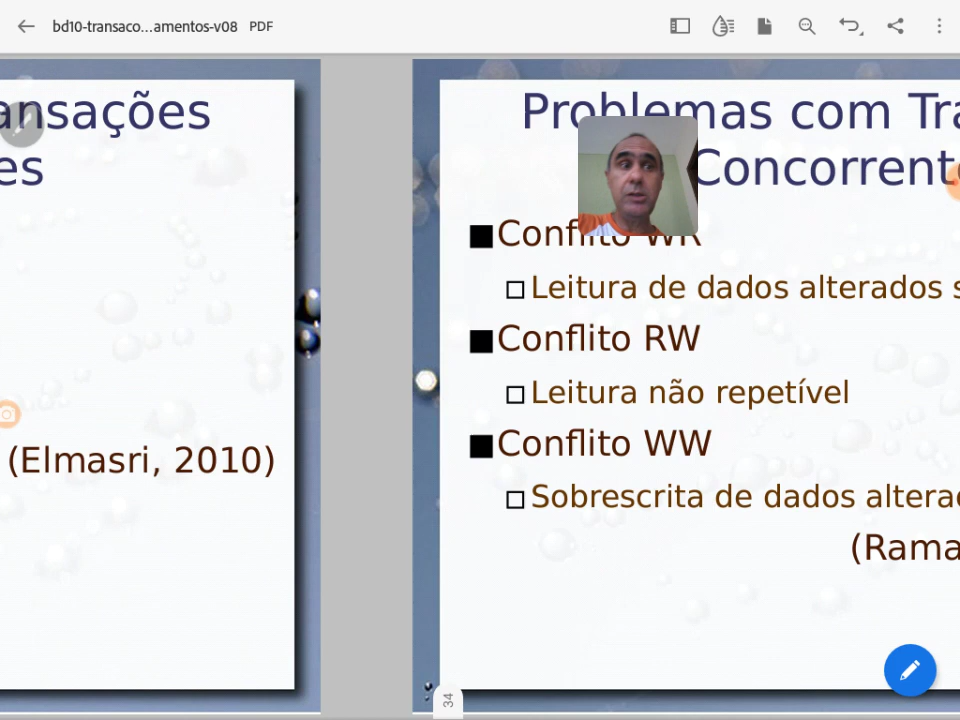 bd10-transaco...amentos-v08 PDF
ansações
es
(Elmasri, 2010)
Problemas com Tra
Concorrent
Conflito WR
Leitura de dados alterados s
Conflito RW
Leitura não repetível
Conflito WW
Sobrescrita de dados altera
(Rama
34